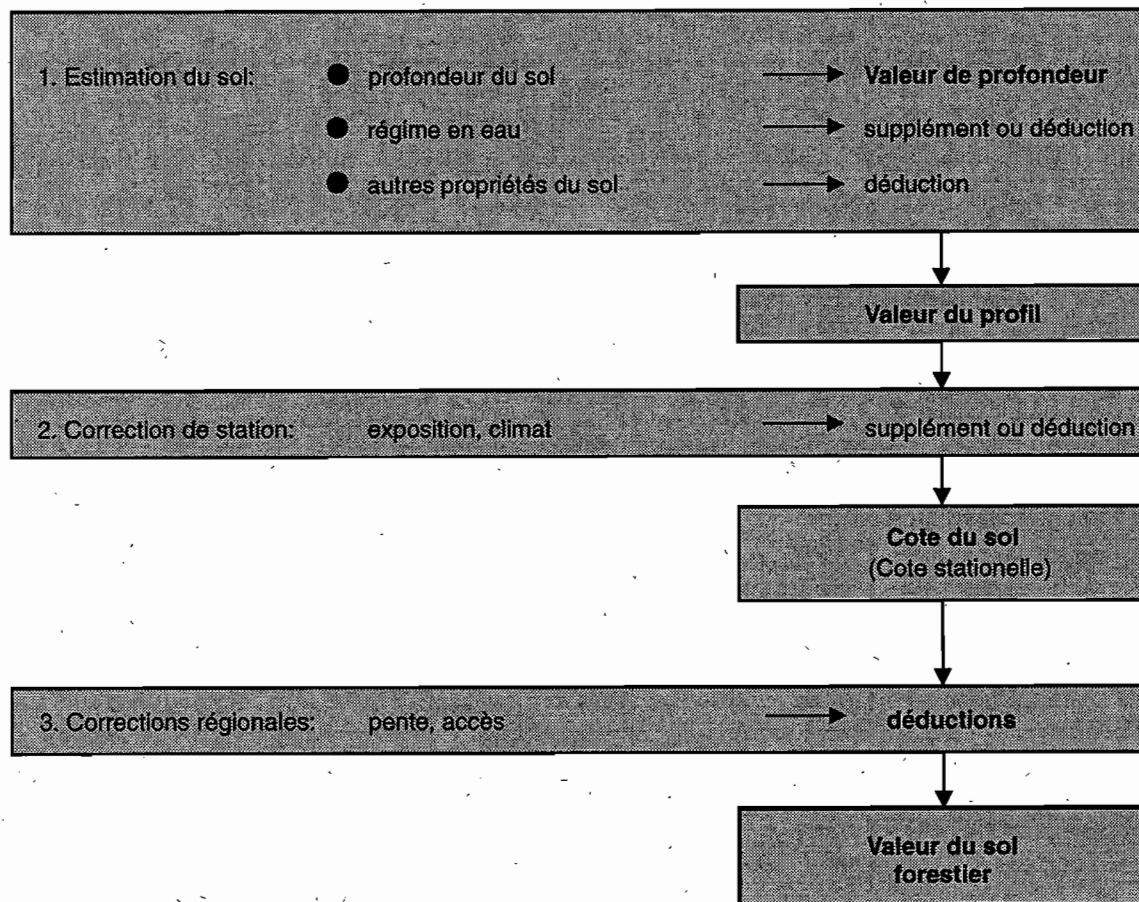 1. Estimation du sol: ● profondeur du sol → Valeur de profondeur
● régime en eau → supplément ou déduction
● autres propriétés du sol → déduction
Valeur du profil
2. Correction de station: exposition, climat → supplément ou déduction
Cote du sol
(Cote stationelle)
3. Corrections régionales: pente, accès → déductions
Valeur du sol
forestier